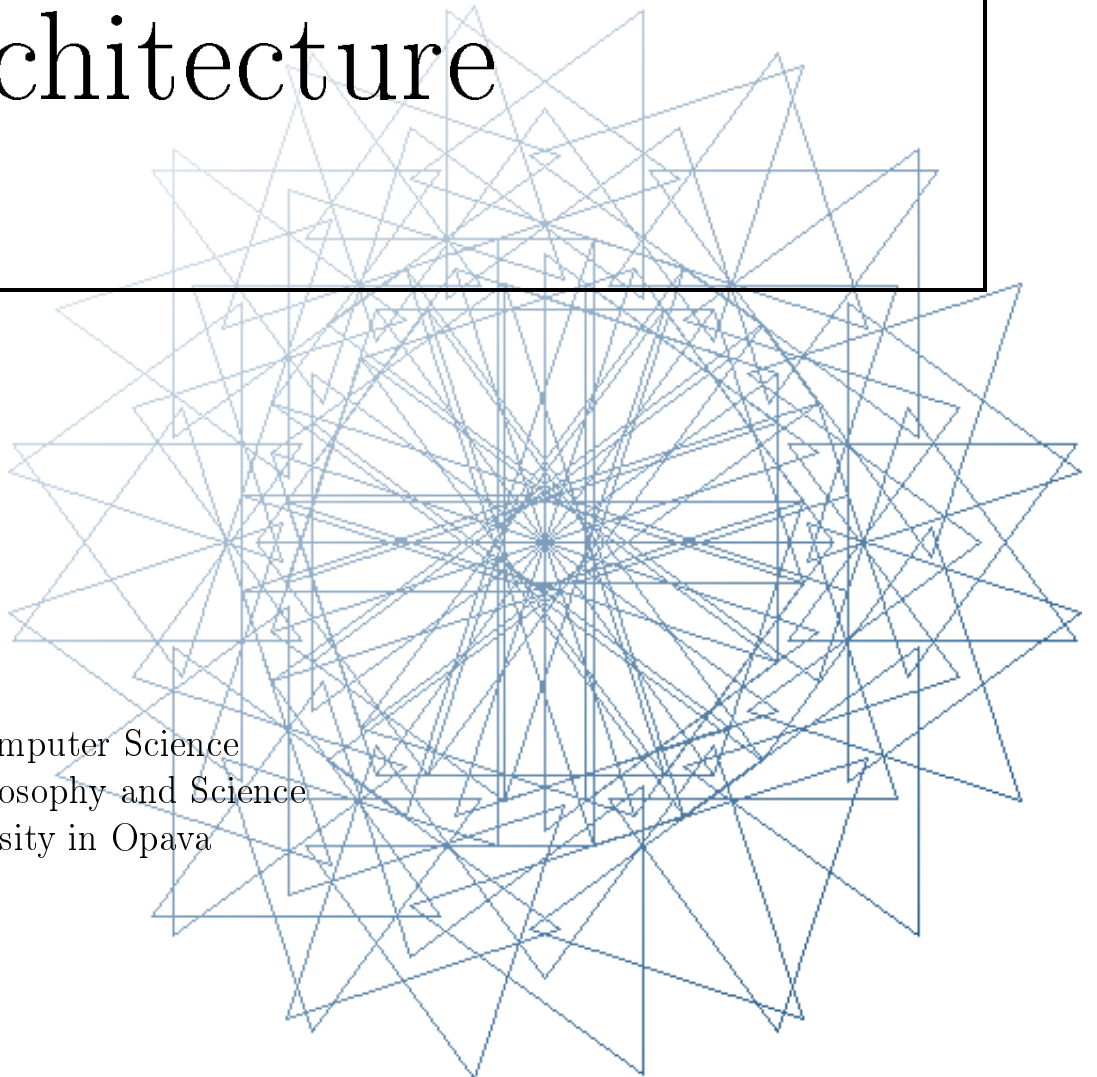 chitecture
mputer Science
osophy and Science
sity in Opava